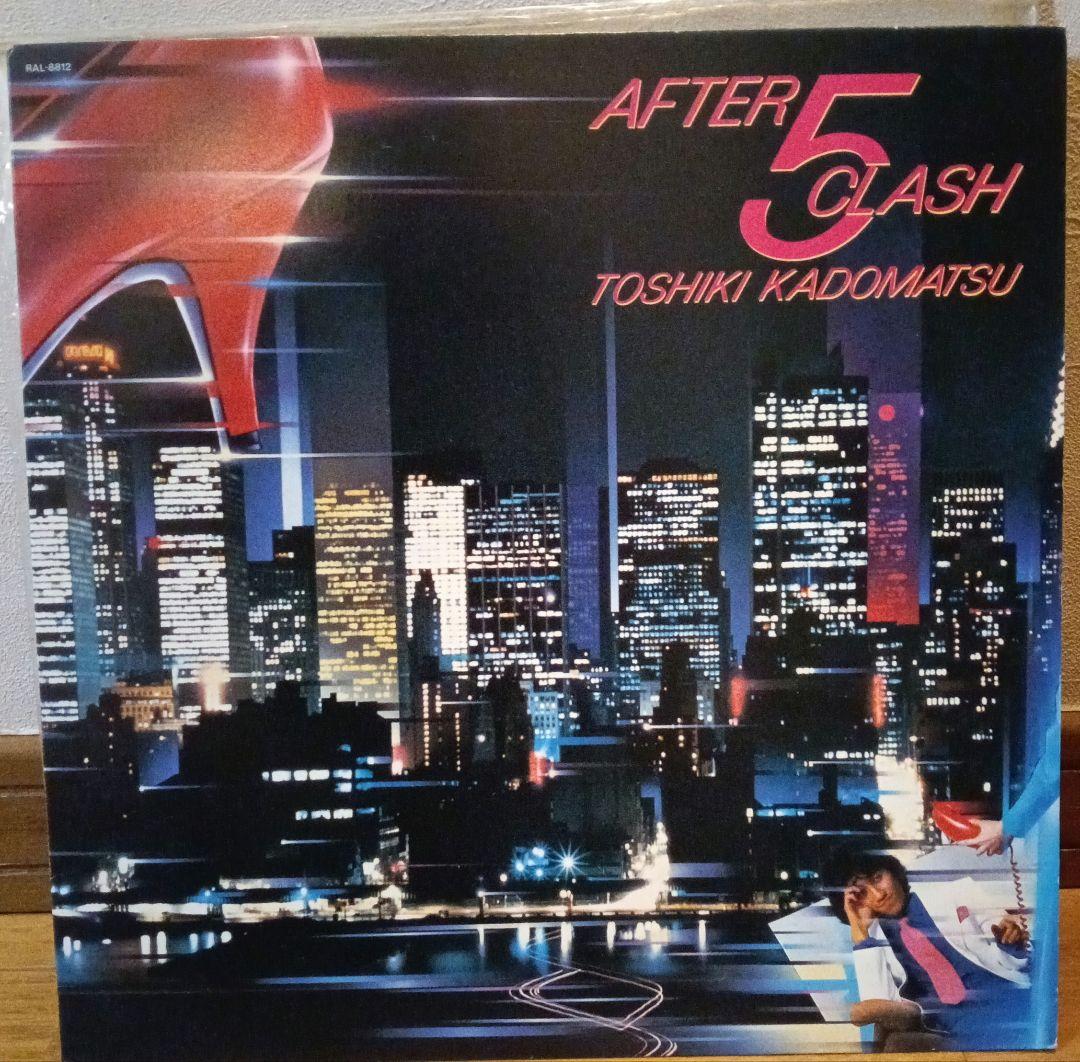 RAL-8812
AFTER 5 CLASH
TOSHIKI KADOMATSU